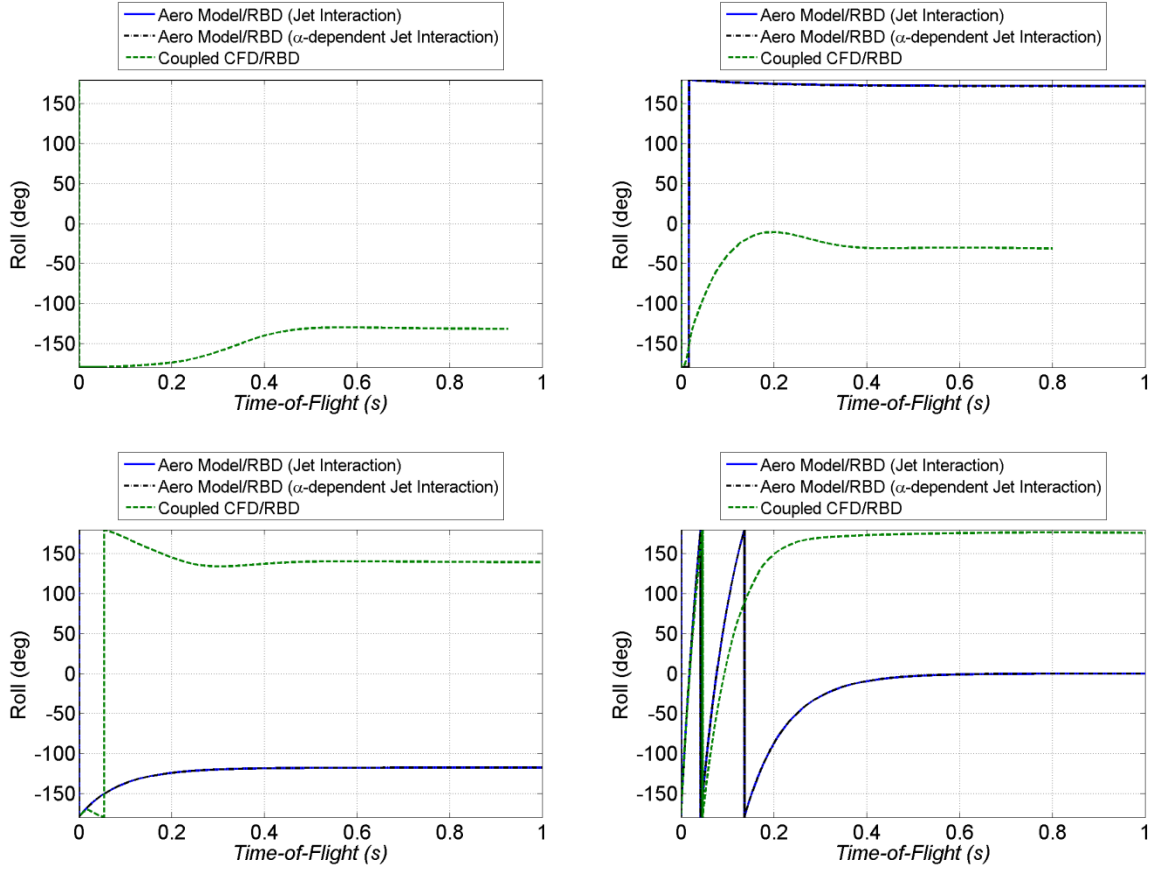 Aero Model/RBD (Jet Interaction)
Aero Model/RBD (α-dependent Jet Interaction)
Coupled CFD/RBD
150
100
50
0
-50
-100
-150
Roll (deg)
0 0.2 0.4 0.6 0.8 1
Time-of-Flight (s)
Aero Model/RBD (Jet Interaction)
Aero Model/RBD (α-dependent Jet Interaction)
Coupled CFD/RBD
150
100
50
0
-50
-100
-150
Roll (deg)
0 0.2 0.4 0.6 0.8 1
Time-of-Flight (s)
Aero Model/RBD (Jet Interaction)
Aero Model/RBD (α-dependent Jet Interaction)
Coupled CFD/RBD
150
100
50
0
-50
-100
-150
Roll (deg)
0 0.2 0.4 0.6 0.8 1
Time-of-Flight (s)
Aero Model/RBD (Jet Interaction)
Aero Model/RBD (α-dependent Jet Interaction)
Coupled CFD/RBD
150
100
50
0
-50
-100
-150
Roll (deg)
0 0.2 0.4 0.6 0.8 1
Time-of-Flight (s)